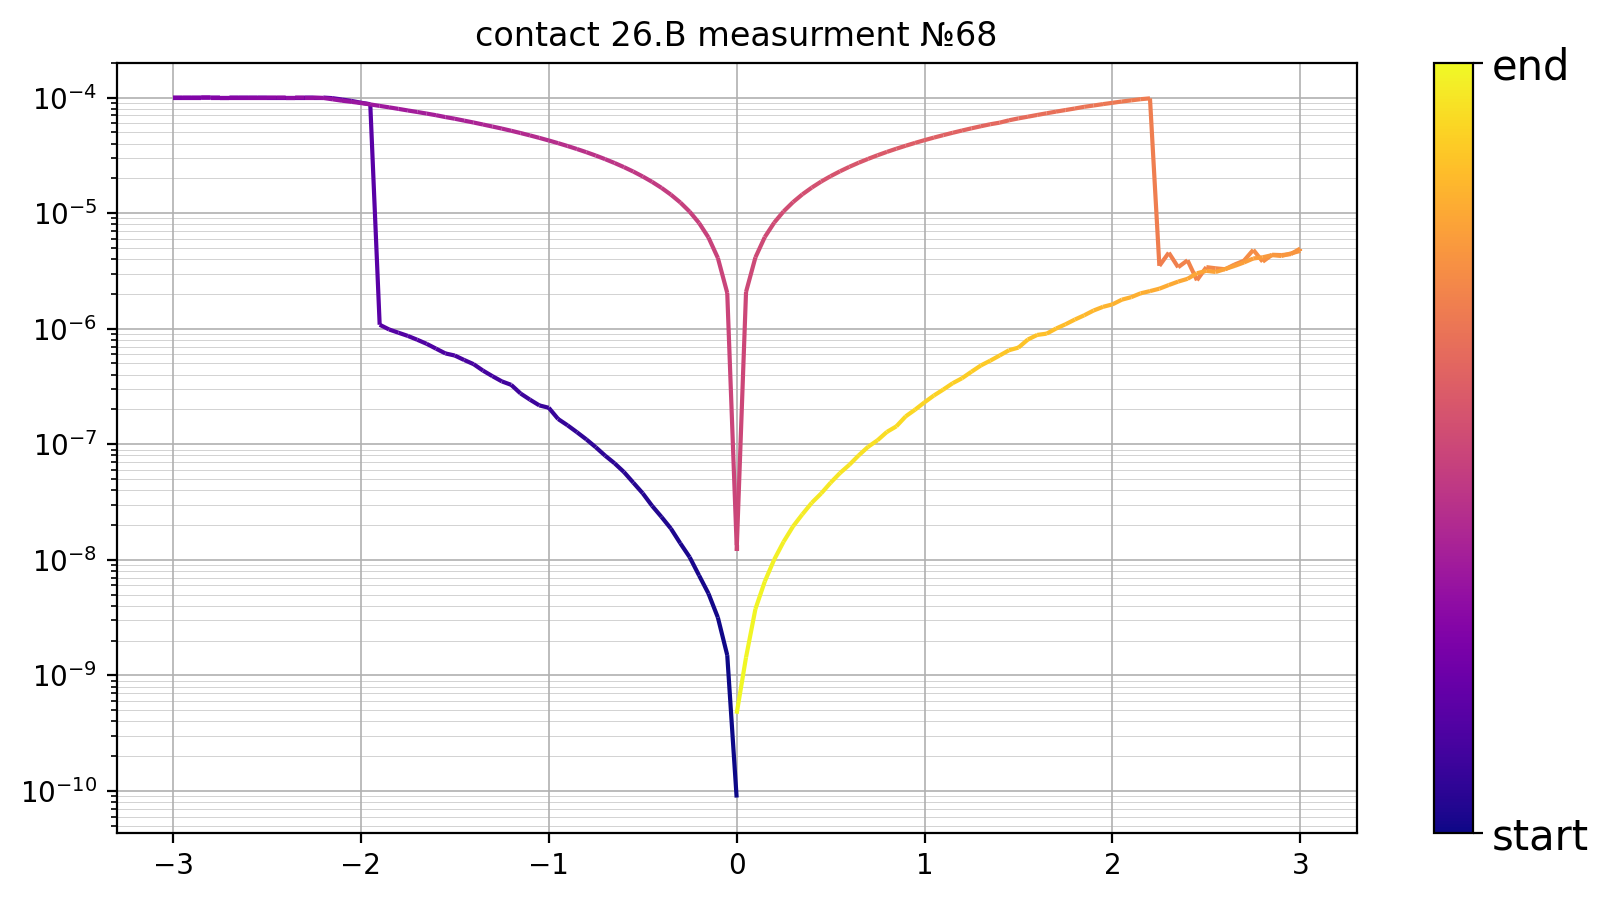 contact 26.B measurment №68
10⁻⁴
10⁻⁵
10⁻⁶
10⁻⁷
10⁻⁸
10⁻⁹
10⁻¹⁰
−3 −2 −1 0 1 2 3
end
start